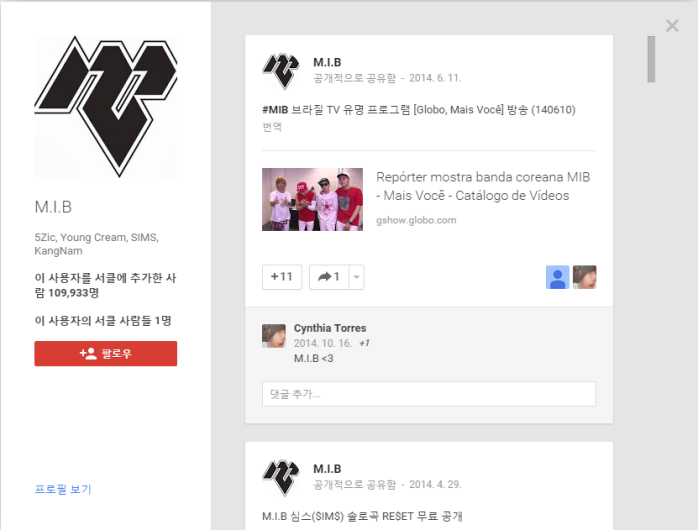 M.I.B
5Zic, Young Cream, SIMS,
KangNam
이 사용자를 서클에 추가한 사
람 109,933명
이 사용자의 서클 사람들 1명
팔로우
프로필 보기
M.I.B
공개적으로 공유함 - 2014. 6. 11.
#MIB 브라질 TV 유명 프로그램 [Globo, Mais Você] 방송 (140610)
번역
Repórter mostra banda coreana MIB
- Mais Você - Catálogo de Vídeos
gshow.globo.com
+11
1
Cynthia Torres
2014. 10. 16. +1
M.I.B <3
댓글 추가...
M.I.B
공개적으로 공유함 - 2014. 4. 29.
M.I.B 심스($IM$) 솔로곡 RE$ET 무료 공개